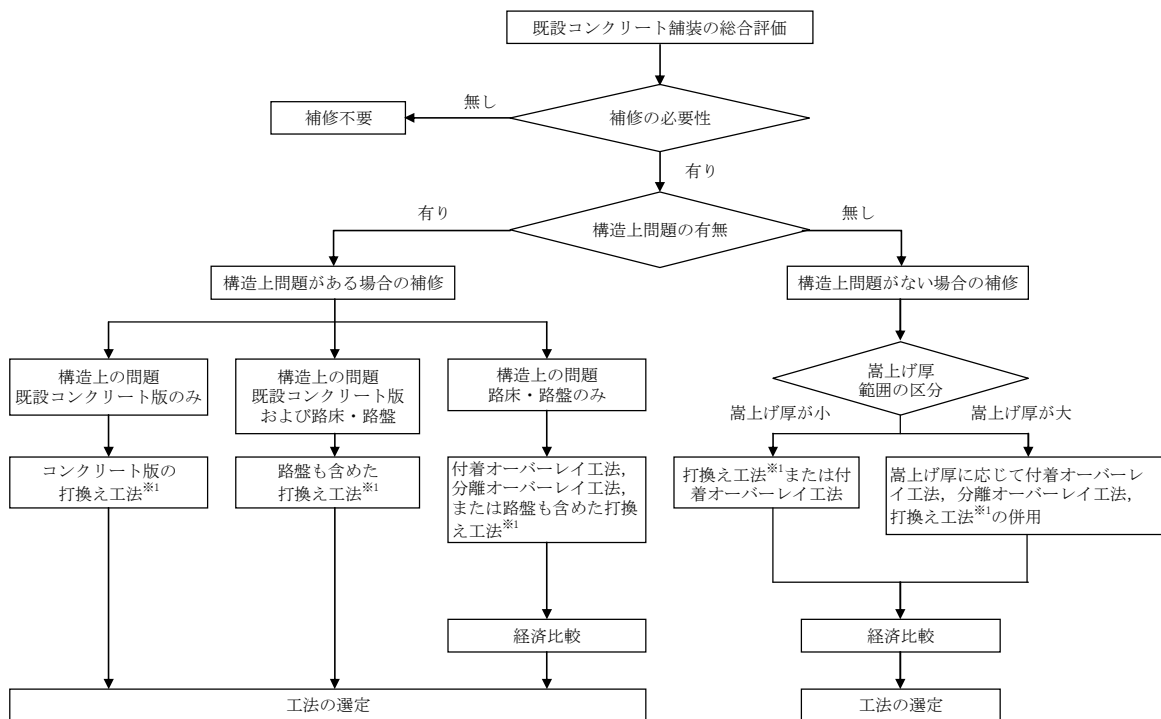 既設コンクリート舗装の総合評価
無し
補修不要
補修の必要性
有り
有り
構造上問題の有無
無し
構造上問題がある場合の補修
構造上問題がない場合の補修
構造上の問題
既設コンクリート版のみ
構造上の問題
既設コンクリート版
および路床・路盤
構造上の問題
路床・路盤のみ
嵩上げ厚
範囲の区分
嵩上げ厚が小
嵩上げ厚が大
コンクリート版の
打換え工法※1
路盤も含めた
打換え工法※1
付着オーバーレイ工法,
分離オーバーレイ工法,
または路盤も含めた打換
え工法※1
打換え工法※1または付
着オーバーレイ工法
嵩上げ厚に応じて付着オーバーレ
イ工法，分離オーバーレイ工法,
打換え工法※1の併用
経済比較
経済比較
工法の選定
工法の選定